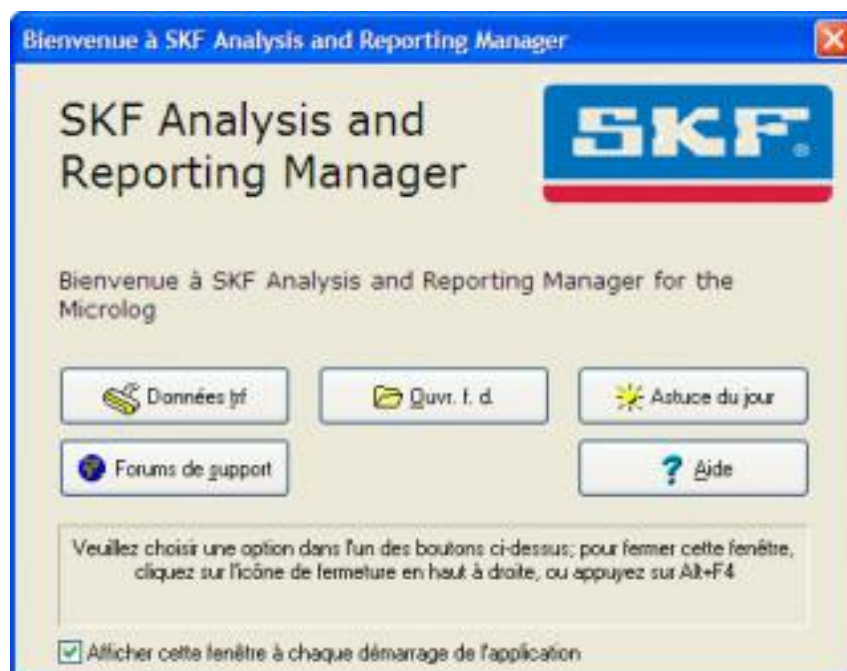 Bienvenue à SKF Analysis and Reporting Manager
SKF Analysis and
Reporting Manager
SKF®
Bienvenue à SKF Analysis and Reporting Manager for the
Microlog
Données trf
Ouvr. f. d.
Astuce du jour
Forums de support
Aide
Veuillez choisir une option dans l'un des boutons ci-dessus; pour fermer cette fenêtre,
cliquez sur l'icône de fermeture en haut à droite, ou appuyez sur Alt+F4
Afficher cette fenêtre à chaque démarrage de l'application